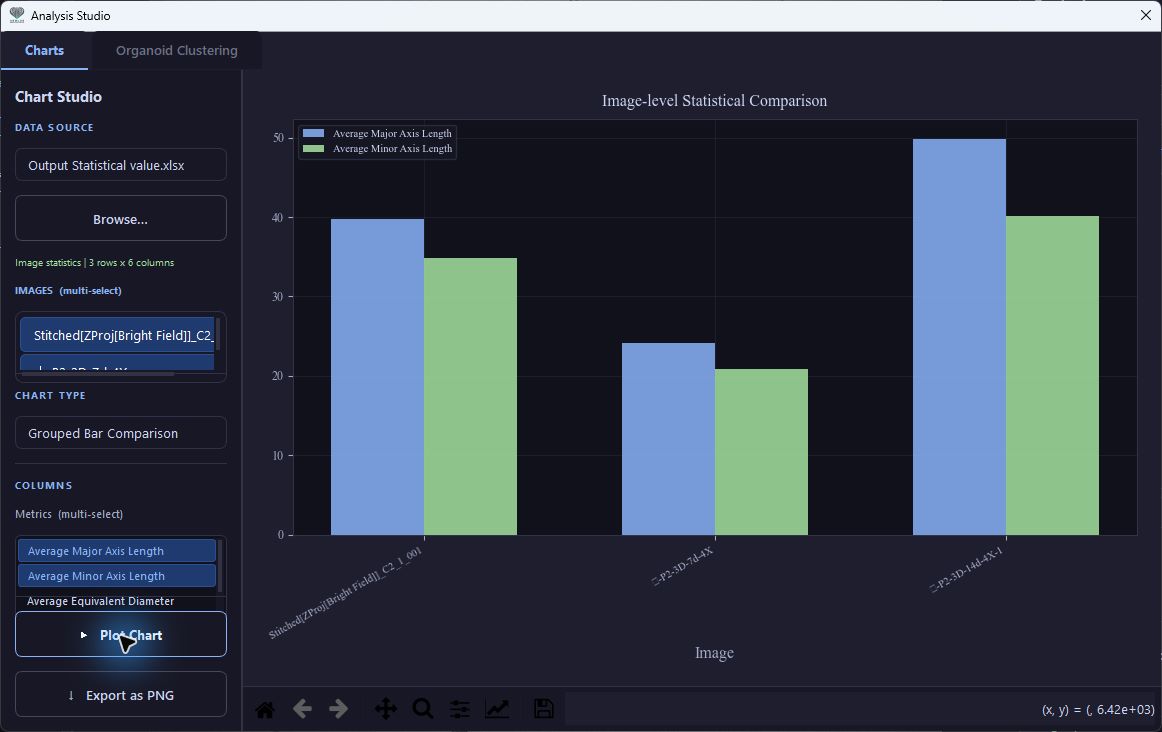 Analysis Studio
Charts
Organoid Clustering
Chart Studio
DATA SOURCE
Output Statistical value.xlsx
Browse...
Image statistics | 3 rows x 6 columns
IMAGES (multi-select)
Stitched[ZProj[Bright Field]]_C2_
CHART TYPE
Grouped Bar Comparison
COLUMNS
Metrics (multi-select)
Average Major Axis Length
Average Minor Axis Length
Average Equivalent Diameter
Plot Chart
↓ Export as PNG
Image-level Statistical Comparison
Average Major Axis Length
Average Minor Axis Length
50
40
30
20
10
0
Stitched[ZProj[Bright Field]]_C2_1_001
-P2-3D-7d-4X
-P2-3D-14d-4X-1
Image
(x, y) = (, 6.42e+03)